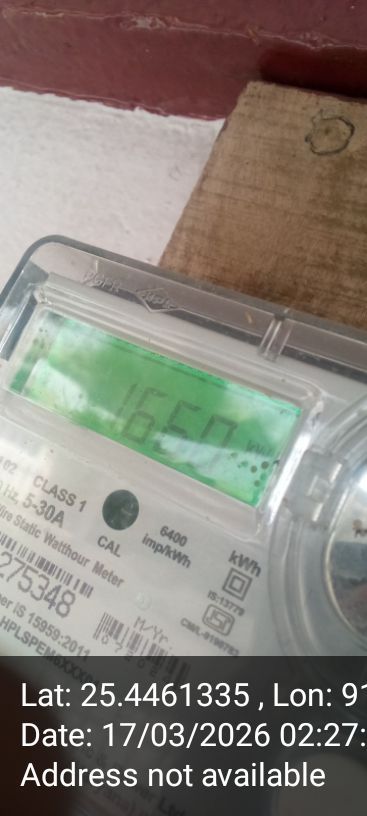 1650 kWh
CLASS 1
5-30A
Static Watthour Meter
CAL
6400
imp/kWh
kWh
275348
IS 15959:2011
IS:13779
M/Yr
Lat: 25.4461335 , Lon: 91
Date: 17/03/2026 02:27:
Address not available